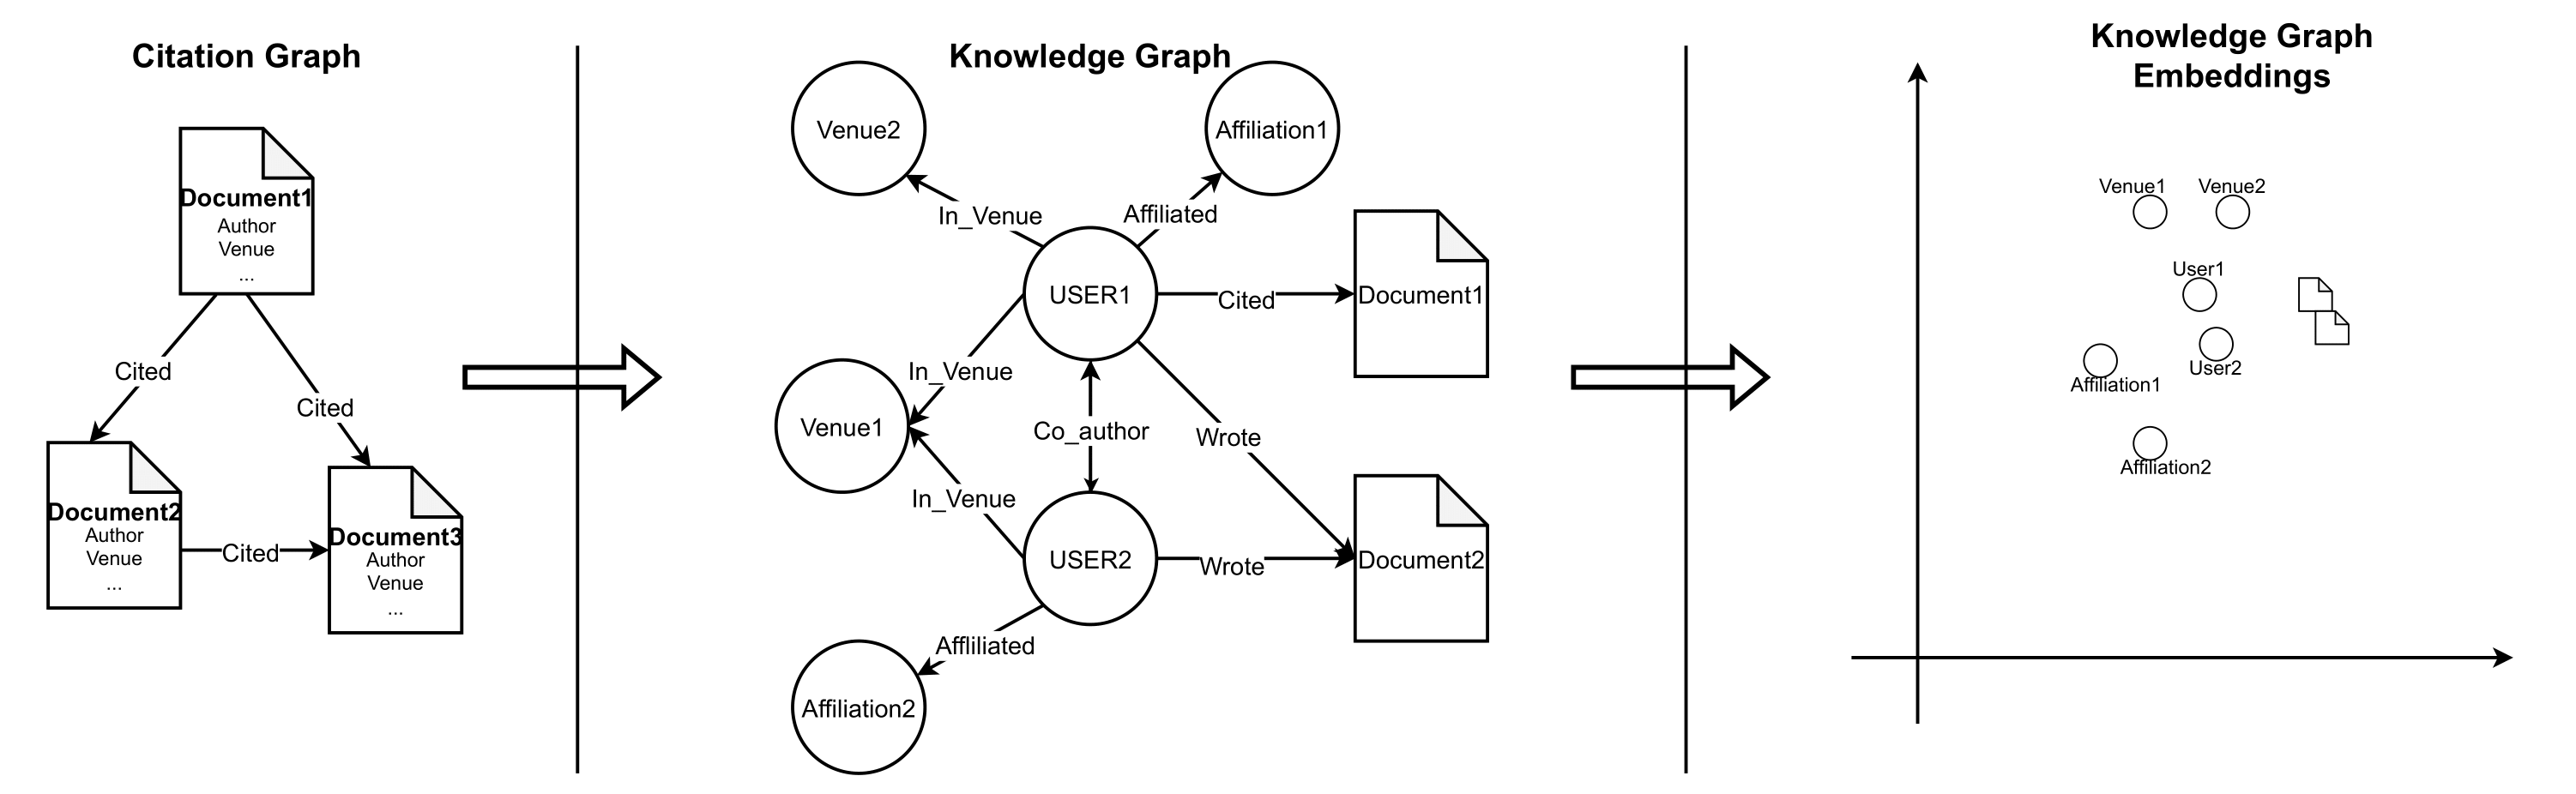 Citation Graph
Document1
Author
Venue
...
Cited
Cited
Document2
Author
Venue
...
Cited
Document3
Author
Venue
...
Knowledge Graph
Venue2
Affiliation1
In_Venue
Affiliated
USER1
Cited
Document1
In_Venue
Venue1
Co_author
Wrote
In_Venue
USER2
Wrote
Document2
Affliliated
Affiliation2
Knowledge Graph
Embeddings
Venue1
Venue2
User1
User2
Affiliation1
Affiliation2